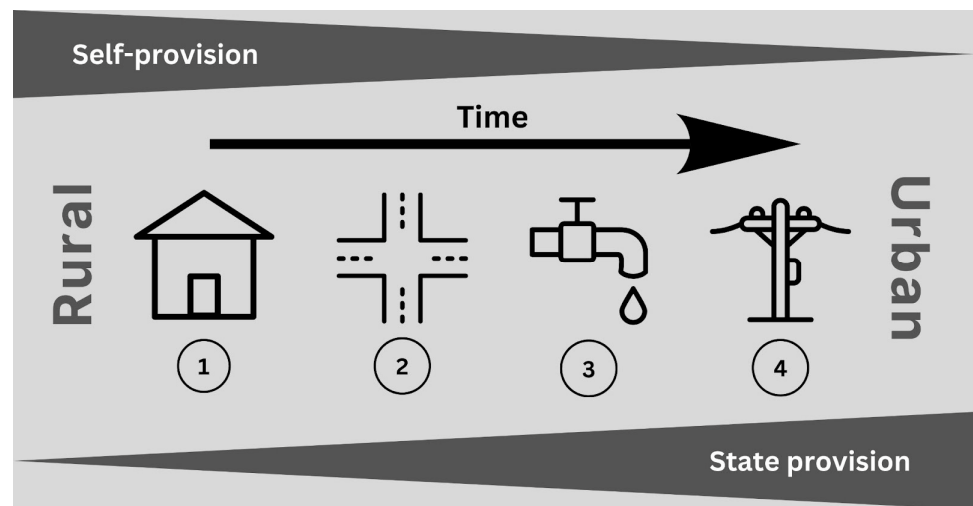 Self-provision
Time
Rural
Urban
1
2
3
4
State provision